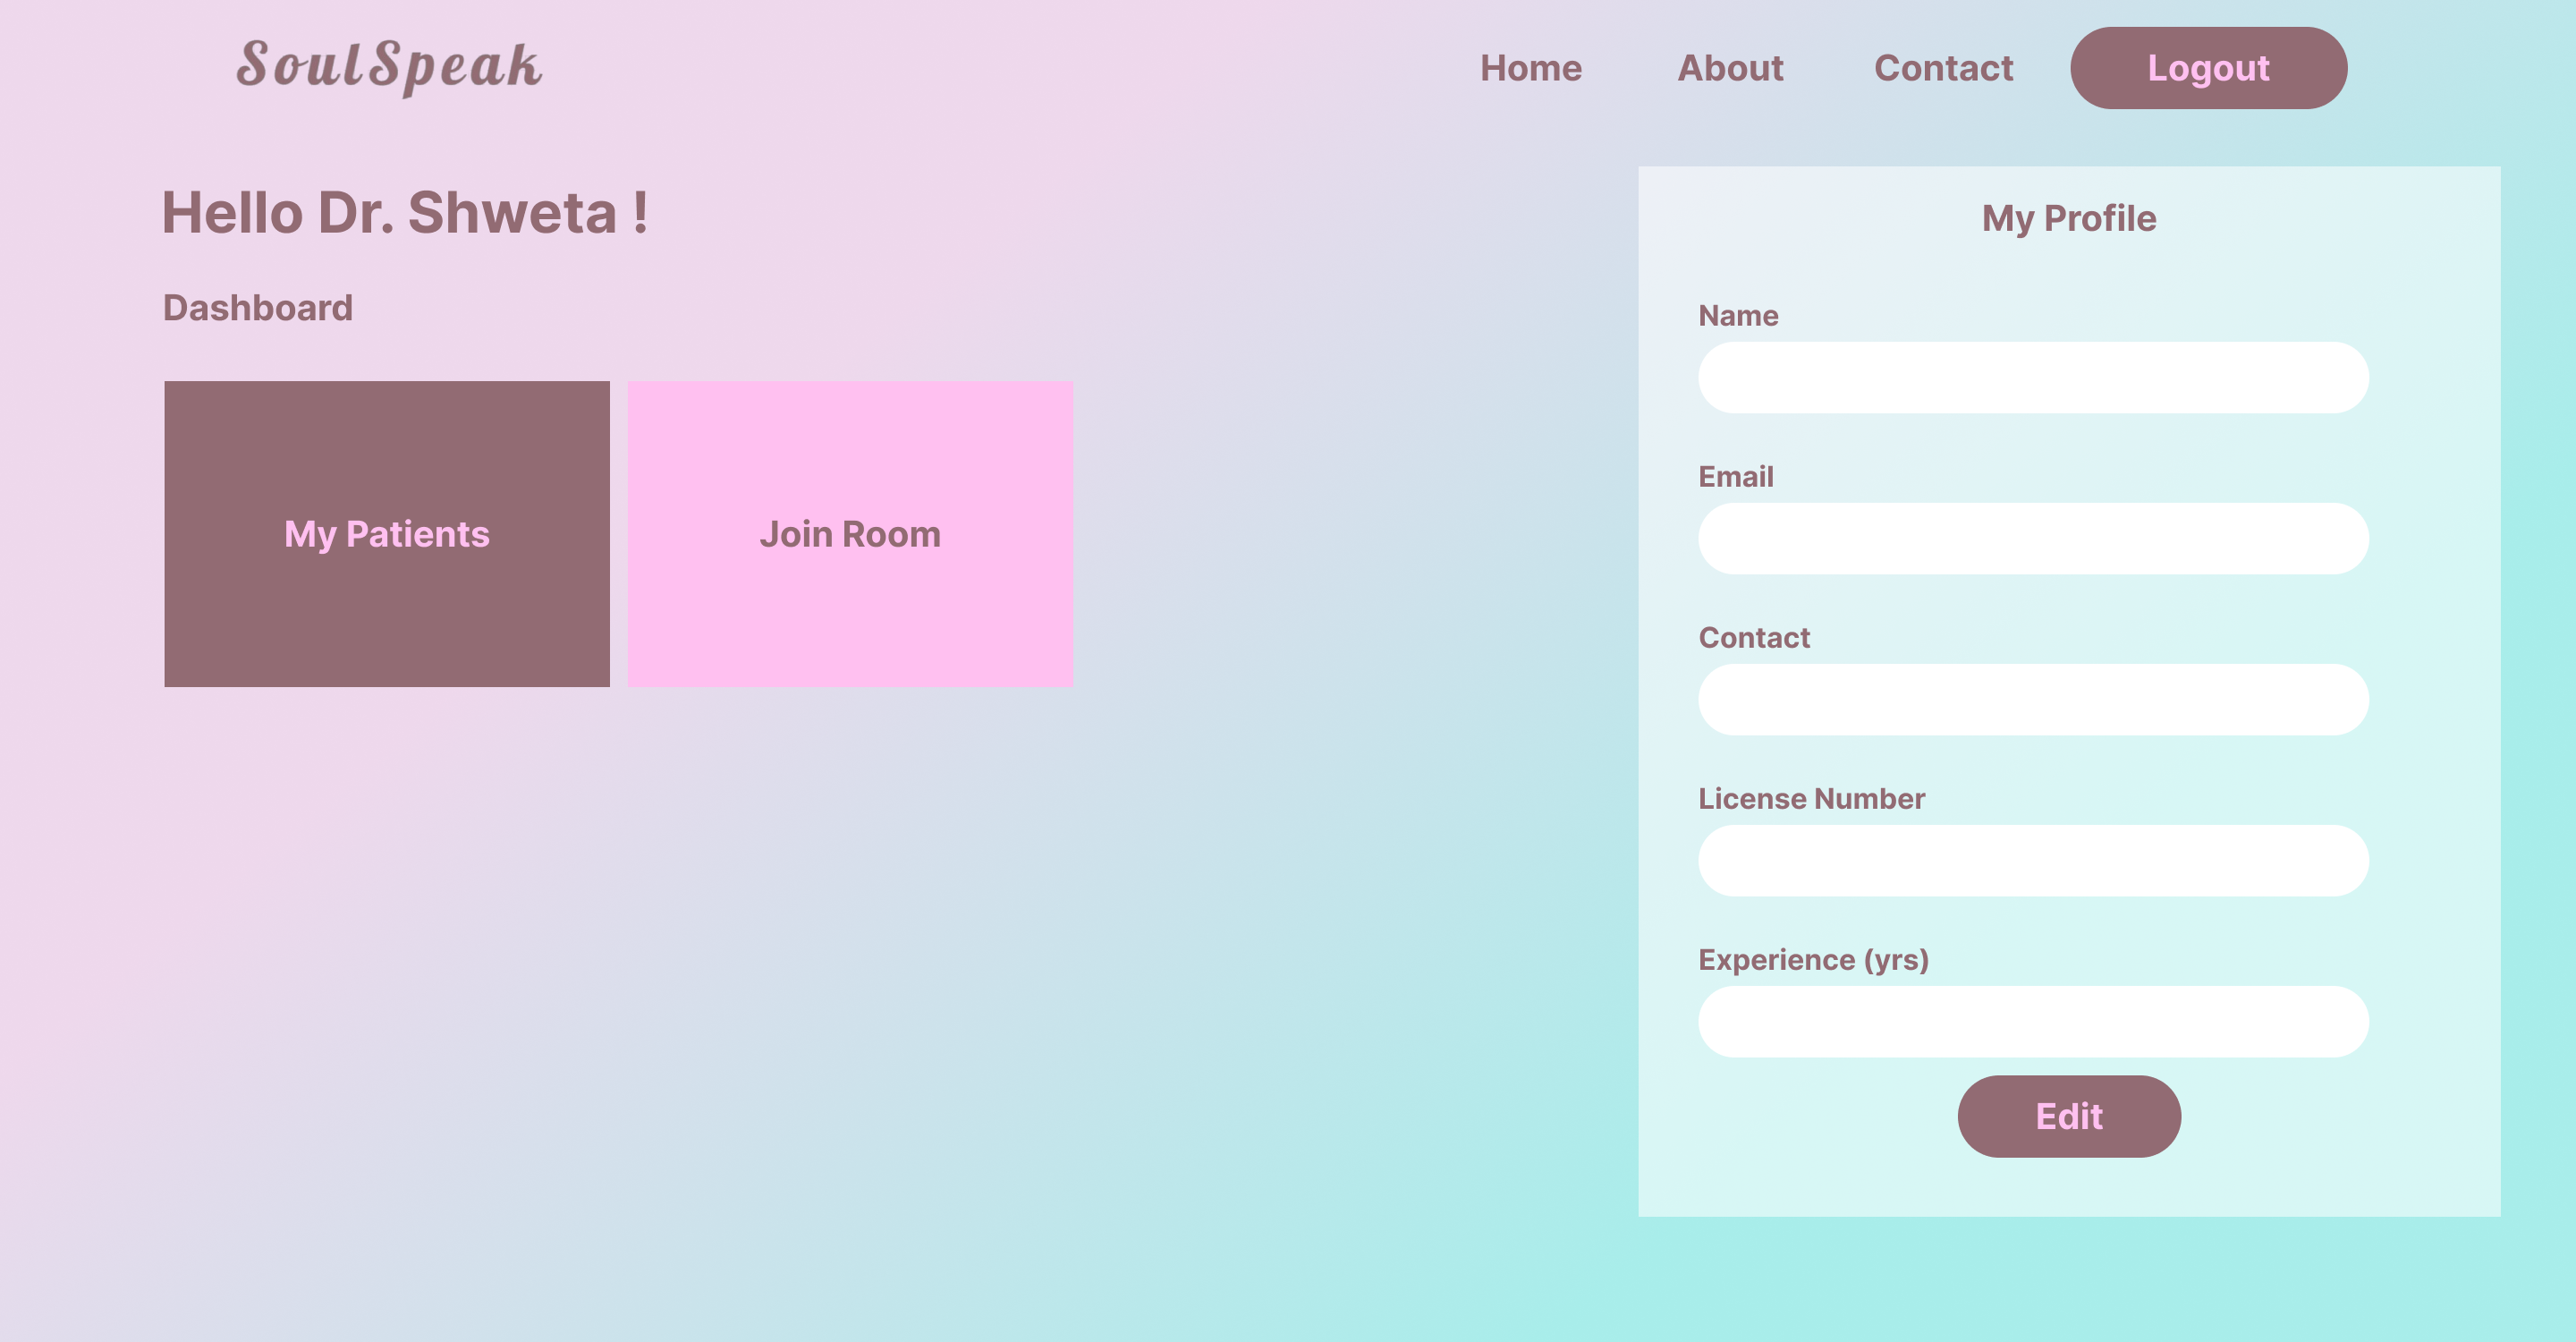 SoulSpeak
Home About Contact Logout
Hello Dr. Shweta !
Dashboard
My Patients
Join Room
My Profile
Name
Email
Contact
License Number
Experience (yrs)
Edit